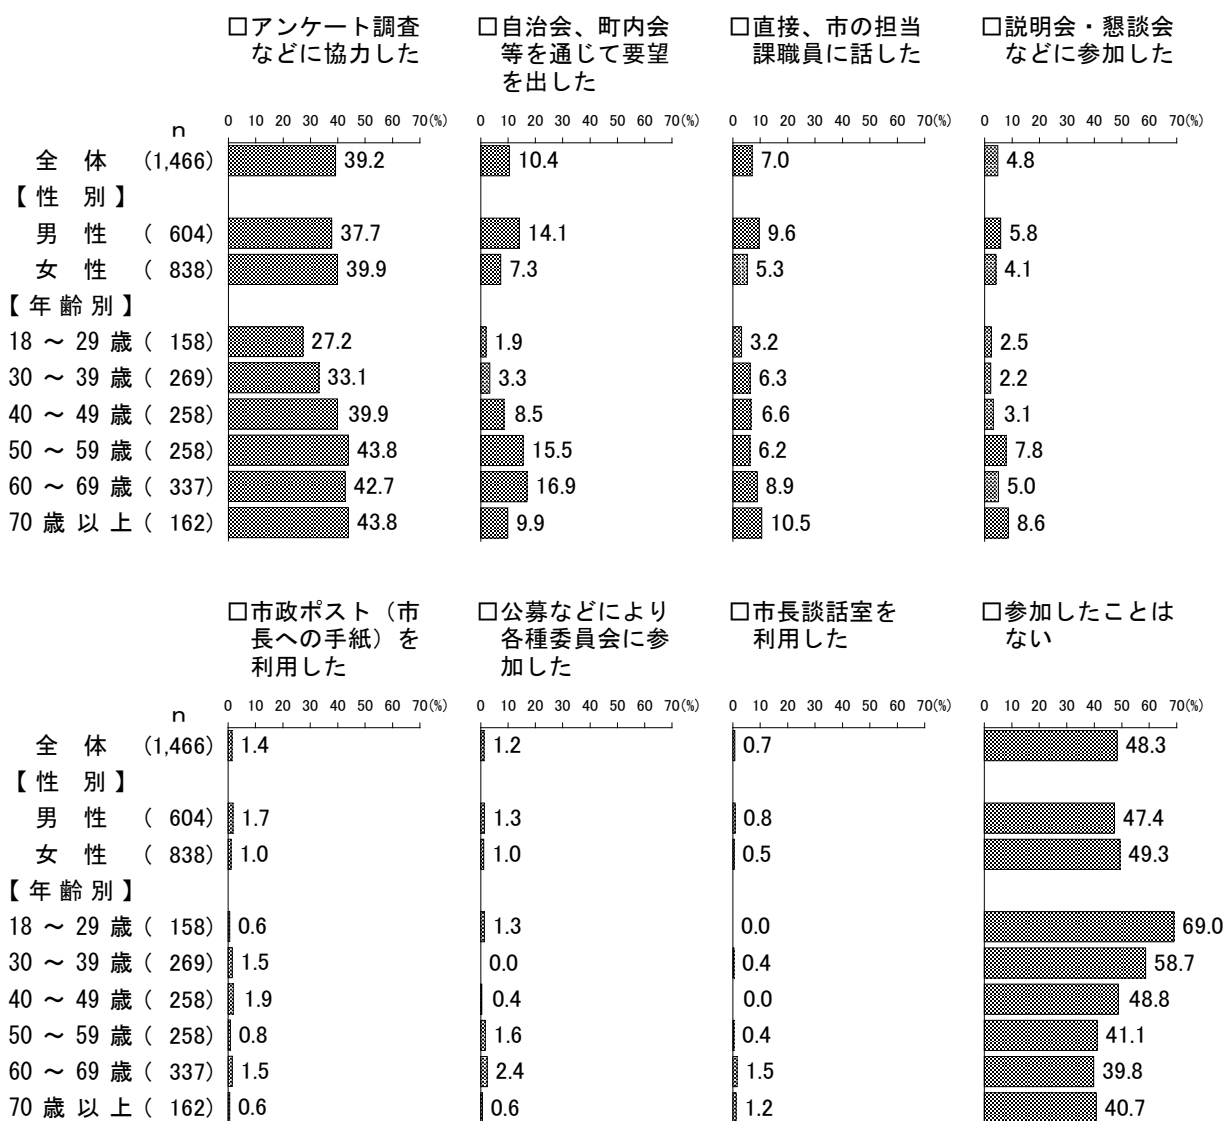 □アンケート調査
などに協力した
□自治会、町内会
等を通じて要望
を出した
□直接、市の担当
課職員に話した
□説明会・懇談会
などに参加した
n
0 10 20 30 40 50 60 70(%)
0 10 20 30 40 50 60 70(%)
0 10 20 30 40 50 60 70(%)
0 10 20 30 40 50 60 70(%)
全 体 (1,466) 39.2 10.4 7.0 4.8
【性 別】
男 性 ( 604) 37.7 14.1 9.6 5.8
女 性 ( 838) 39.9 7.3 5.3 4.1
【年齢別】
18 ～ 29 歳 ( 158) 27.2 1.9 3.2 2.5
30 ～ 39 歳 ( 269) 33.1 3.3 6.3 2.2
40 ～ 49 歳 ( 258) 39.9 8.5 6.6 3.1
50 ～ 59 歳 ( 258) 43.8 15.5 6.2 7.8
60 ～ 69 歳 ( 337) 42.7 16.9 8.9 5.0
70 歳 以 上 ( 162) 43.8 9.9 10.5 8.6
□市政ポスト（市
長への手紙）を
利用した
□公募などにより
各種委員会に参
加した
□市長談話室を
利用した
□参加したことは
ない
n
0 10 20 30 40 50 60 70(%)
0 10 20 30 40 50 60 70(%)
0 10 20 30 40 50 60 70(%)
0 10 20 30 40 50 60 70(%)
全 体 (1,466) 1.4 1.2 0.7 48.3
【性 別】
男 性 ( 604) 1.7 1.3 0.8 47.4
女 性 ( 838) 1.0 1.0 0.5 49.3
【年齢別】
18 ～ 29 歳 ( 158) 0.6 1.3 0.0 69.0
30 ～ 39 歳 ( 269) 1.5 0.0 0.4 58.7
40 ～ 49 歳 ( 258) 1.9 0.4 0.0 48.8
50 ～ 59 歳 ( 258) 0.8 1.6 0.4 41.1
60 ～ 69 歳 ( 337) 1.5 2.4 1.5 39.8
70 歳 以 上 ( 162) 0.6 0.6 1.2 40.7